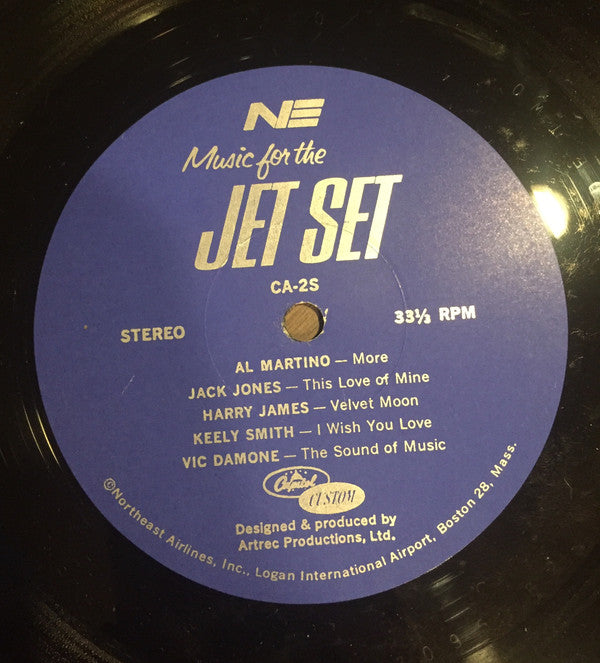 NE
Music for the
JET SET
CA-2S
STEREO
33⅓ RPM
AL MARTINO — More
JACK JONES — This Love of Mine
HARRY JAMES — Velvet Moon
KEELY SMITH — I Wish You Love
VIC DAMONE — The Sound of Music
Capitol
CUSTOM
Designed & produced by
Artrec Productions, Ltd.
©Northeast Airlines, Inc., Logan International Airport, Boston 28, Mass.